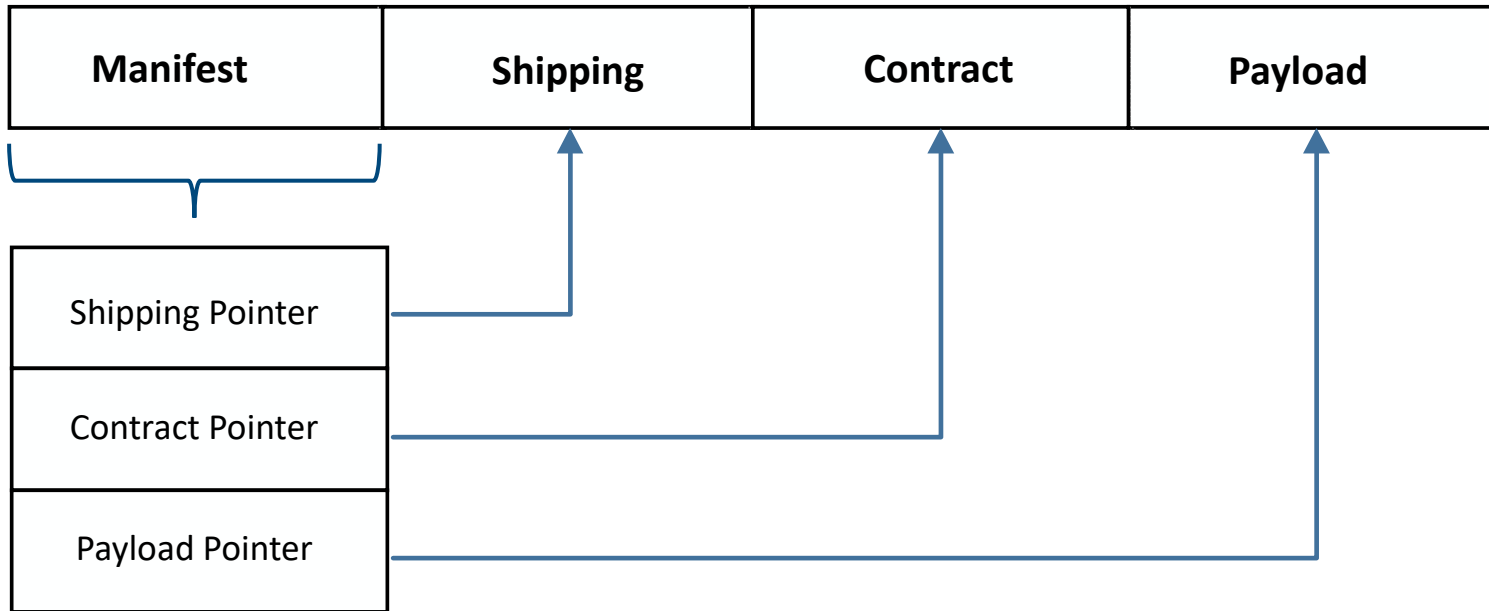 Manifest
Shipping
Contract
Payload
Shipping Pointer
Contract Pointer
Payload Pointer